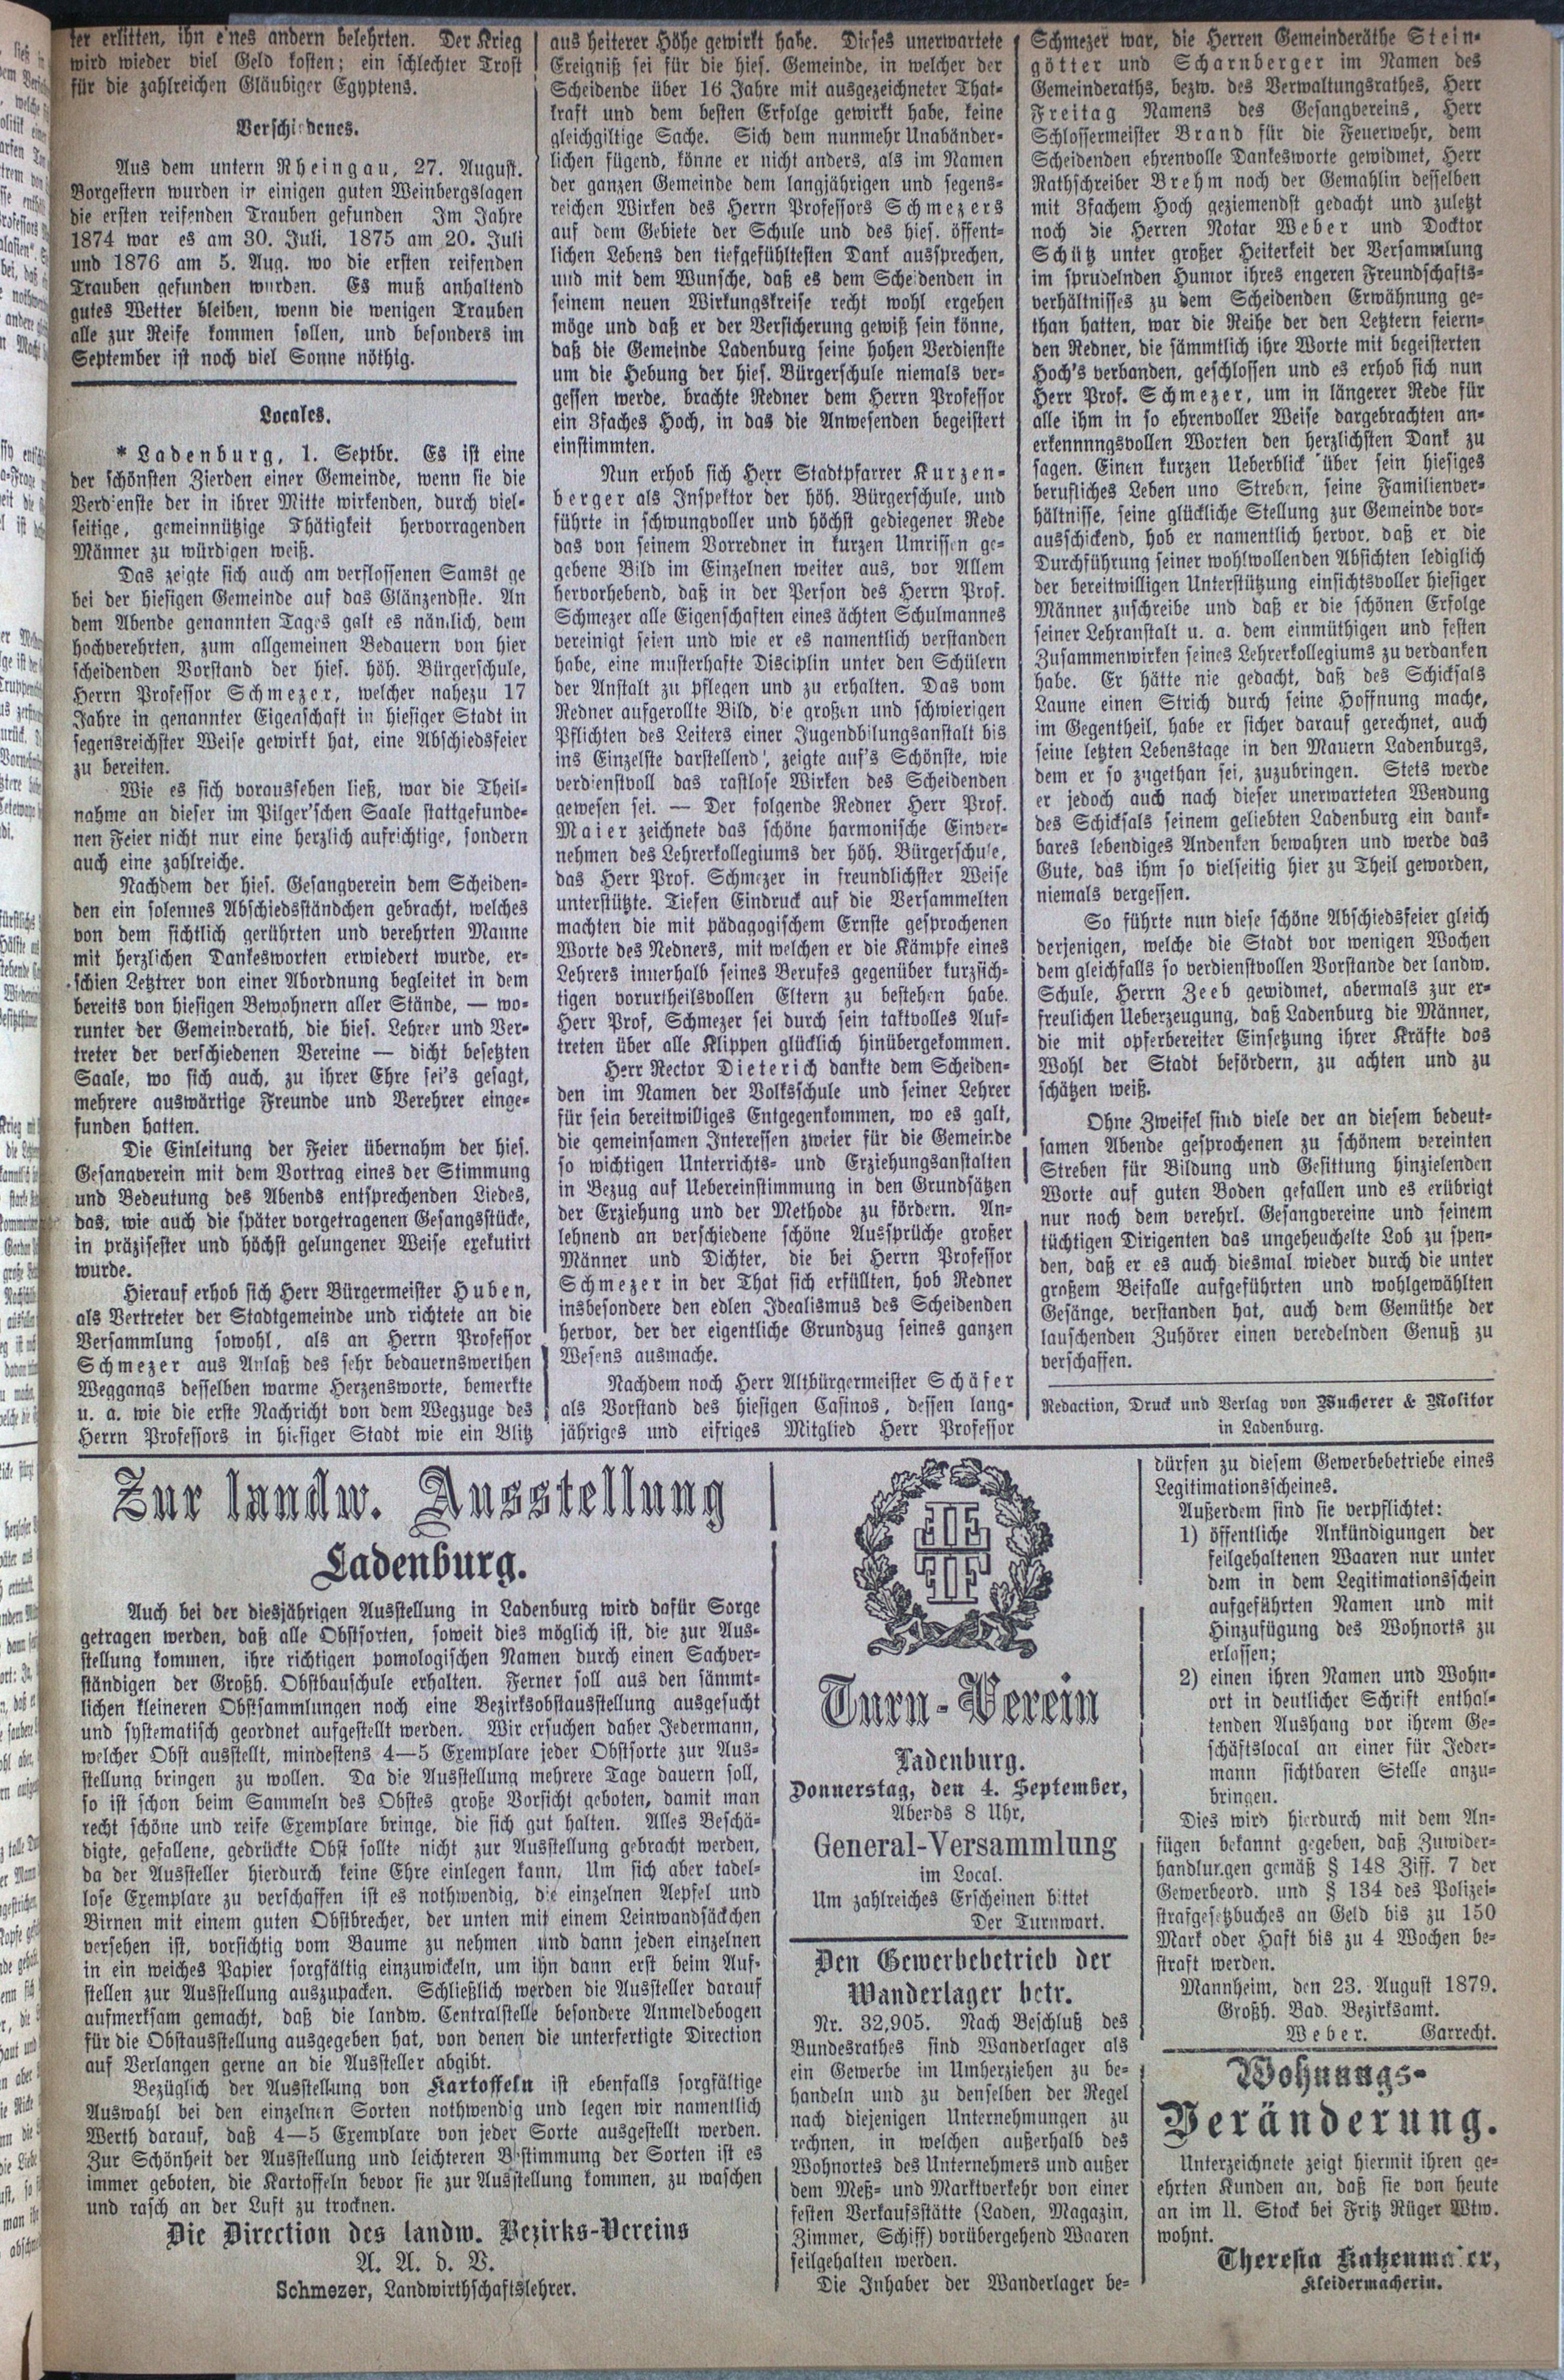 ter erlitten, ihn e'nes andern belehrten. Der Krieg
wird wieder viel Geld kosten; ein schlechter Trost
für die zahlreichen Gläubiger Egyptens.
Verschiedenes.
Aus dem untern Rheingau, 27. August.
Vorgestern wurden in einigen guten Weinbergslagen
die ersten reifenden Trauben gefunden Im Jahre
1874 war es am 30. Juli, 1875 am 20. Juli
und 1876 am 5. Aug. wo die ersten reifenden
Trauben gefunden wurden. Es muß anhaltend
gutes Wetter bleiben, wenn die wenigen Trauben
alle zur Reife kommen sollen, und besonders im
September ist noch viel Sonne nöthig.
Locales.
* Ladenburg, 1. Septbr. Es ist eine
der schönsten Zierden einer Gemeinde, wenn sie die
Verdienste der in ihrer Mitte wirkenden, durch viel-
seitige, gemeinnützige Thätigkeit hervorragenden
Männer zu würdigen weiß.
Das zeigte sich auch am verflossenen Samst ge
bei der hiesigen Gemeinde auf das Glänzendste. An
dem Abende genannten Tages galt es nämlich, dem
hochverehrten, zum allgemeinen Bedauern von hier
scheidenden Vorstand der hies. höh. Bürgerschule,
Herrn Professor Schmezer, welcher nahezu 17
Jahre in genannter Eigenschaft in hiesiger Stadt in
segensreichster Weise gewirkt hat, eine Abschiedsfeier
zu bereiten.
Wie es sich voraussehen ließ, war die Theil-
nahme an dieser im Pilger'schen Saale stattgefunde-
nen Feier nicht nur eine herzlich aufrichtige, sondern
auch eine zahlreiche.
Nachdem der hies. Gesangverein dem Scheiden-
den ein solennes Abschiedsständchen gebracht, welches
von dem sichtlich gerührten und verehrten Manne
mit herzlichen Dankesworten erwiedert wurde, er-
schien Letztrer von einer Abordnung begleitet in dem
bereits von hiesigen Bewohnern aller Stände, — wo-
runter der Gemeinderath, die hies. Lehrer und Ver-
treter der verschiedenen Vereine — dicht besetzten
Saale, wo sich auch, zu ihrer Ehre sei's gesagt,
mehrere auswärtige Freunde und Verehrer einge-
funden hatten.
Die Einleitung der Feier übernahm der hies.
Gesangverein mit dem Vortrag eines der Stimmung
und Bedeutung des Abends entsprechenden Liedes,
das, wie auch die später vorgetragenen Gesangsstücke,
in präzisester und höchst gelungener Weise exekutirt
wurde.
Hierauf erhob sich Herr Bürgermeister Huben,
als Vertreter der Stadtgemeinde und richtete an die
Versammlung sowohl, als an Herrn Professor
Schmezer aus Anlaß des sehr bedauernswerthen
Weggangs desselben warme Herzensworte, bemerkte
u. a. wie die erste Nachricht von dem Wegzuge des
Herrn Professors in hiesiger Stadt wie ein Blitz
aus heiterer Höhe gewirkt habe. Dieses unerwartete
Ereigniß sei für die hies. Gemeinde, in welcher der
Scheidende über 16 Jahre mit ausgezeichneter That-
kraft und dem besten Erfolge gewirkt habe, keine
gleichgiltige Sache. Sich dem nunmehr Unabänder-
lichen fügend, könne er nicht anders, als im Namen
der ganzen Gemeinde dem langjährigen und segens-
reichen Wirken des Herrn Professors Schmezers
auf dem Gebiete der Schule und des hies. öffent-
lichen Lebens den tiefgefühltesten Dank aussprechen,
und mit dem Wunsche, daß es dem Scheidenden in
seinem neuen Wirkungskreise recht wohl ergehen
möge und daß er der Versicherung gewiß sein könne,
daß die Gemeinde Ladenburg seine hohen Verdienste
um die Hebung der hies. Bürgerschule niemals ver-
gessen werde, brachte Redner dem Herrn Professor
ein 3faches Hoch, in das die Anwesenden begeistert
einstimmten.
Nun erhob sich Herr Stadtpfarrer Kurzen-
berger als Inspektor der höh. Bürgerschule, und
führte in schwungvoller und höchst gediegener Rede
das von seinem Vorredner in kurzen Umrissen ge-
gebene Bild im Einzelnen weiter aus, vor Allem
hervorhebend, daß in der Person des Herrn Prof.
Schmezer alle Eigenschaften eines ächten Schulmannes
vereinigt seien und wie er es namentlich verstanden
habe, eine musterhafte Disciplin unter den Schülern
der Anstalt zu pflegen und zu erhalten. Das vom
Redner aufgerollte Bild, die großen und schwierigen
Pflichten des Leiters einer Jugendbilungsanstalt bis
ins Einzelste darstellend, zeigte auf's Schönste, wie
verdienstvoll das rastlose Wirken des Scheidenden
gewesen sei. — Der folgende Redner Herr Prof.
Maier zeichnete das schöne harmonische Einver-
nehmen des Lehrerkollegiums der höh. Bürgerschule,
das Herr Prof. Schmezer in freundlichster Weise
unterstützte. Tiefen Eindruck auf die Versammelten
machten die mit pädagogischem Ernste gesprochenen
Worte des Redners, mit welchen er die Kämpfe eines
Lehrers innerhalb seines Berufes gegenüber kurzsich-
tigen vorurtheilsvollen Eltern zu bestehen habe.
Herr Prof, Schmezer sei durch sein taktvolles Auf-
treten über alle Klippen glücklich hinübergekommen.
Herr Rector Dieterich dankte dem Scheiden-
den im Namen der Volksschule und seiner Lehrer
für sein bereitwilliges Entgegenkommen, wo es galt,
die gemeinsamen Interessen zweier für die Gemeinde
so wichtigen Unterrichts- und Erziehungsanstalten
in Bezug auf Uebereinstimmung in den Grundsätzen
der Erziehung und der Methode zu fördern. An-
lehnend an verschiedene schöne Aussprüche großer
Männer und Dichter, die bei Herrn Professor
Schmezer in der That sich erfüllten, hob Redner
insbesondere den edlen Idealismus des Scheidenden
hervor, der der eigentliche Grundzug seines ganzen
Wesens ausmache.
Nachdem noch Herr Altbürgermeister Schäfer
als Vorstand des hiesigen Casinos, dessen lang-
jähriges und eifriges Mitglied Herr Professor
Schmezer war, die Herren Gemeinderäthe Stein-
götter und Scharnberger im Namen des
Gemeinderaths, bezw. des Verwaltungsrathes, Herr
Freitag Namens des Gesangvereins, Herr
Schlossermeister Brand für die Feuerwehr, dem
Scheidenden ehrenvolle Dankesworte gewidmet, Herr
Rathschreiber Brehm noch der Gemahlin desselben
mit 3fachem Hoch geziemendst gedacht und zuletzt
noch die Herren Notar Weber und Docktor
Schütz unter großer Heiterkeit der Versammlung
im sprudelnden Humor ihres engeren Freundschafts-
verhältnisses zu dem Scheidenden Erwähnung ge-
than hatten, war die Reihe der den Letztern feiern-
den Redner, die sämmtlich ihre Worte mit begeisterten
Hoch's verbanden, geschlossen und es erhob sich nun
Herr Prof. Schmezer, um in längerer Rede für
alle ihm in so ehrenvoller Weise dargebrachten an-
erkennnngsvollen Worten den herzlichsten Dank zu
sagen. Einen kurzen Ueberblick über sein hiesiges
berufliches Leben uno Streben, seine Familienver-
hältnisse, seine glückliche Stellung zur Gemeinde vor-
ausschickend, hob er namentlich hervor, daß er die
Durchführung seiner wohlwollenden Absichten lediglich
der bereitwilligen Unterstützung einsichtsvoller hiesiger
Männer zuschreibe und daß er die schönen Erfolge
seiner Lehranstalt u. a. dem einmüthigen und festen
Zusammenwirken seines Lehrerkollegiums zu verdanken
habe. Er hätte nie gedacht, daß des Schicksals
Laune einen Strich durch seine Hoffnung mache,
im Gegentheil, habe er sicher darauf gerechnet, auch
seine letzten Lebenstage in den Mauern Ladenburgs,
dem er so zugethan sei, zuzubringen. Stets werde
er jedoch auch nach dieser unerwarteten Wendung
des Schicksals seinem geliebten Ladenburg ein dank-
bares lebendiges Andenken bewahren und werde das
Gute, das ihm so vielseitig hier zu Theil geworden,
niemals vergessen.
So führte nun diese schöne Abschiedsfeier gleich
derjenigen, welche die Stadt vor wenigen Wochen
dem gleichfalls so verdienstvollen Vorstande der landw.
Schule, Herrn Zeeb gewidmet, abermals zur er-
freulichen Ueberzeugung, daß Ladenburg die Männer,
die mit opferbereiter Einsetzung ihrer Kräfte dos
Wohl der Stadt befördern, zu achten und zu
schätzen weiß.
Ohne Zweifel sind viele der an diesem bedeut-
samen Abende gesprochenen zu schönem vereinten
Streben für Bildung und Gesittung hinzielenden
Worte auf guten Boden gefallen und es erübrigt
nur noch dem verehrl. Gesangvereine und seinem
tüchtigen Dirigenten das ungeheuchelte Lob zu spen-
den, daß er es auch diesmal wieder durch die unter
großem Beifalle aufgeführten und wohlgewählten
Gesänge, verstanden hat, auch dem Gemüthe der
lauschenden Zuhörer einen veredelnden Genuß zu
verschaffen.
Redaction, Druck und Verlag von Wucherer & Molitor
in Ladenburg.
Zur landw. Ausstellung
Ladenburg.
Auch bei der diesjährigen Ausstellung in Ladenburg wird dafür Sorge
getragen werden, daß alle Obstsorten, soweit dies möglich ist, die zur Aus-
stellung kommen, ihre richtigen pomologischen Namen durch einen Sachver-
ständigen der Großh. Obstbauschule erhalten. Ferner soll aus den sämmt-
lichen kleineren Obstsammlungen noch eine Bezirksobstausstellung ausgesucht
und systematisch geordnet aufgestellt werden. Wir ersuchen daher Jedermann,
welcher Obst ausstellt, mindestens 4—5 Exemplare jeder Obstsorte zur Aus-
stellung bringen zu wollen. Da die Ausstellung mehrere Tage dauern soll,
so ist schon beim Sammeln des Obstes große Vorsicht geboten, damit man
recht schöne und reife Exemplare bringe, die sich gut halten. Alles Beschä-
digte, gefallene, gedrückte Obst sollte nicht zur Ausstellung gebracht werden,
da der Aussteller hierdurch keine Ehre einlegen kann. Um sich aber tadel-
lose Exemplare zu verschaffen ist es nothwendig, die einzelnen Aepfel und
Birnen mit einem guten Obstbrecher, der unten mit einem Leinwandsäckchen
versehen ist, vorsichtig vom Baume zu nehmen und dann jeden einzelnen
in ein weiches Papier sorgfältig einzuwickeln, um ihn dann erst beim Auf-
stellen zur Ausstellung auszupacken. Schließlich werden die Aussteller darauf
aufmerksam gemacht, daß die landw. Centralstelle besondere Anmeldebogen
für die Obstausstellung ausgegeben hat, von denen die unterfertigte Direction
auf Verlangen gerne an die Aussteller abgibt.
Bezüglich der Ausstellung von Kartoffeln ist ebenfalls sorgfältige
Auswahl bei den einzelnen Sorten nothwendig und legen wir namentlich
Werth darauf, daß 4—5 Exemplare von jeder Sorte ausgestellt werden.
Zur Schönheit der Ausstellung und leichteren Bestimmung der Sorten ist es
immer geboten, die Kartoffeln bevor sie zur Ausstellung kommen, zu waschen
und rasch an der Luft zu trocknen.
Die Direction des landw. Bezirks-Vereins
A. A. d. V.
Schmezer, Landwirthschaftslehrer.
Turn-Verein
Ladenburg.
Donnerstag, den 4. September,
Abends 8 Uhr,
General-Versammlung
im Local.
Um zahlreiches Erscheinen bittet
Der Turnwart.
Den Gewerbebetrieb der
Wanderlager betr.
Nr. 32,905. Nach Beschluß des
Bundesrathes sind Wanderlager als
ein Gewerbe im Umherziehen zu be-
handeln und zu denselben der Regel
nach diejenigen Unternehmungen zu
rechnen, in welchen außerhalb des
Wohnortes des Unternehmers und außer
dem Meß- und Marktverkehr von einer
festen Verkaufsstätte (Laden, Magazin,
Zimmer, Schiff) vorübergehend Waaren
feilgehalten werden.
Die Inhaber der Wanderlager be-
dürfen zu diesem Gewerbebetriebe eines
Legitimationsscheines.
Außerdem sind sie verpflichtet:
1) öffentliche Ankündigungen der
feilgehaltenen Waaren nur unter
dem in dem Legitimationsschein
aufgeführten Namen und mit
Hinzufügung des Wohnorts zu
erlassen;
2) einen ihren Namen und Wohn-
ort in deutlicher Schrift enthal-
tenden Aushang vor ihrem Ge-
schäftslocal an einer für Jeder-
mann sichtbaren Stelle anzu-
bringen.
Dies wird hierdurch mit dem An-
fügen bekannt gegeben, daß Zuwider-
handlungen gemäß § 148 Ziff. 7 der
Gewerbeord. und § 134 des Polizei-
strafgesetzbuches an Geld bis zu 150
Mark oder Haft bis zu 4 Wochen be-
straft werden.
Mannheim, den 23. August 1879.
Großh. Bad. Bezirksamt.
Weber. Garrecht.
Wohnungs-
Veränderung.
Unterzeichnete zeigt hiermit ihren ge-
ehrten Kunden an, daß sie von heute
an im II. Stock bei Fritz Rüger Wtw.
wohnt.
Theresia Katzenmaier,
Kleidermacherin.